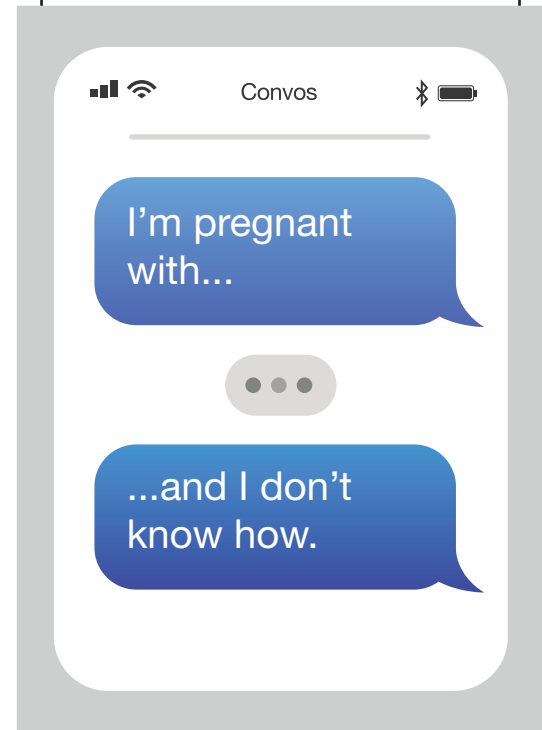 Convos
I’m pregnant
with...
...and I don’t
know how.